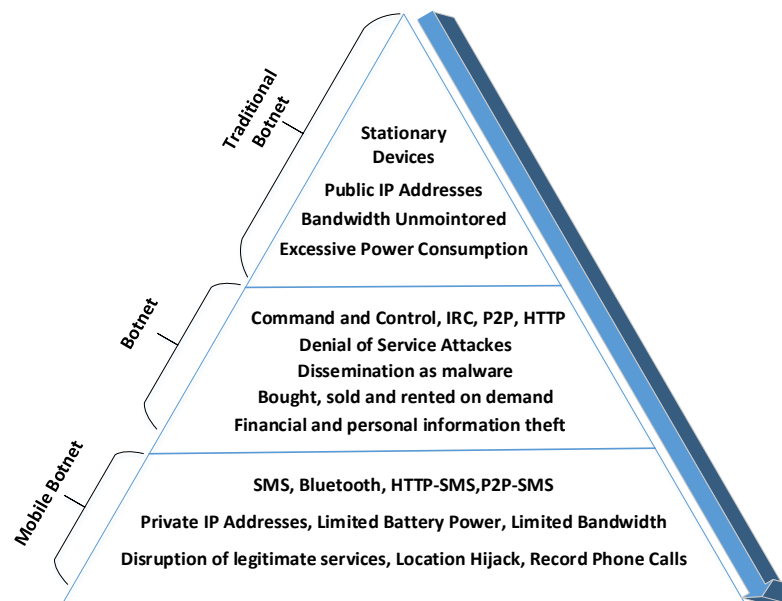 Traditional
Botnet
Stationary
Devices
Public IP Addresses
Bandwidth Unmointored
Excessive Power Consumption
Botnet
Command and Control, IRC, P2P, HTTP
Denial of Service Attackes
Dissemination as malware
Bought, sold and rented on demand
Financial and personal information theft
Mobile Botnet
SMS, Bluetooth, HTTP-SMS,P2P-SMS
Private IP Addresses, Limited Battery Power, Limited Bandwidth
Disruption of legitimate services, Location Hijack, Record Phone Calls